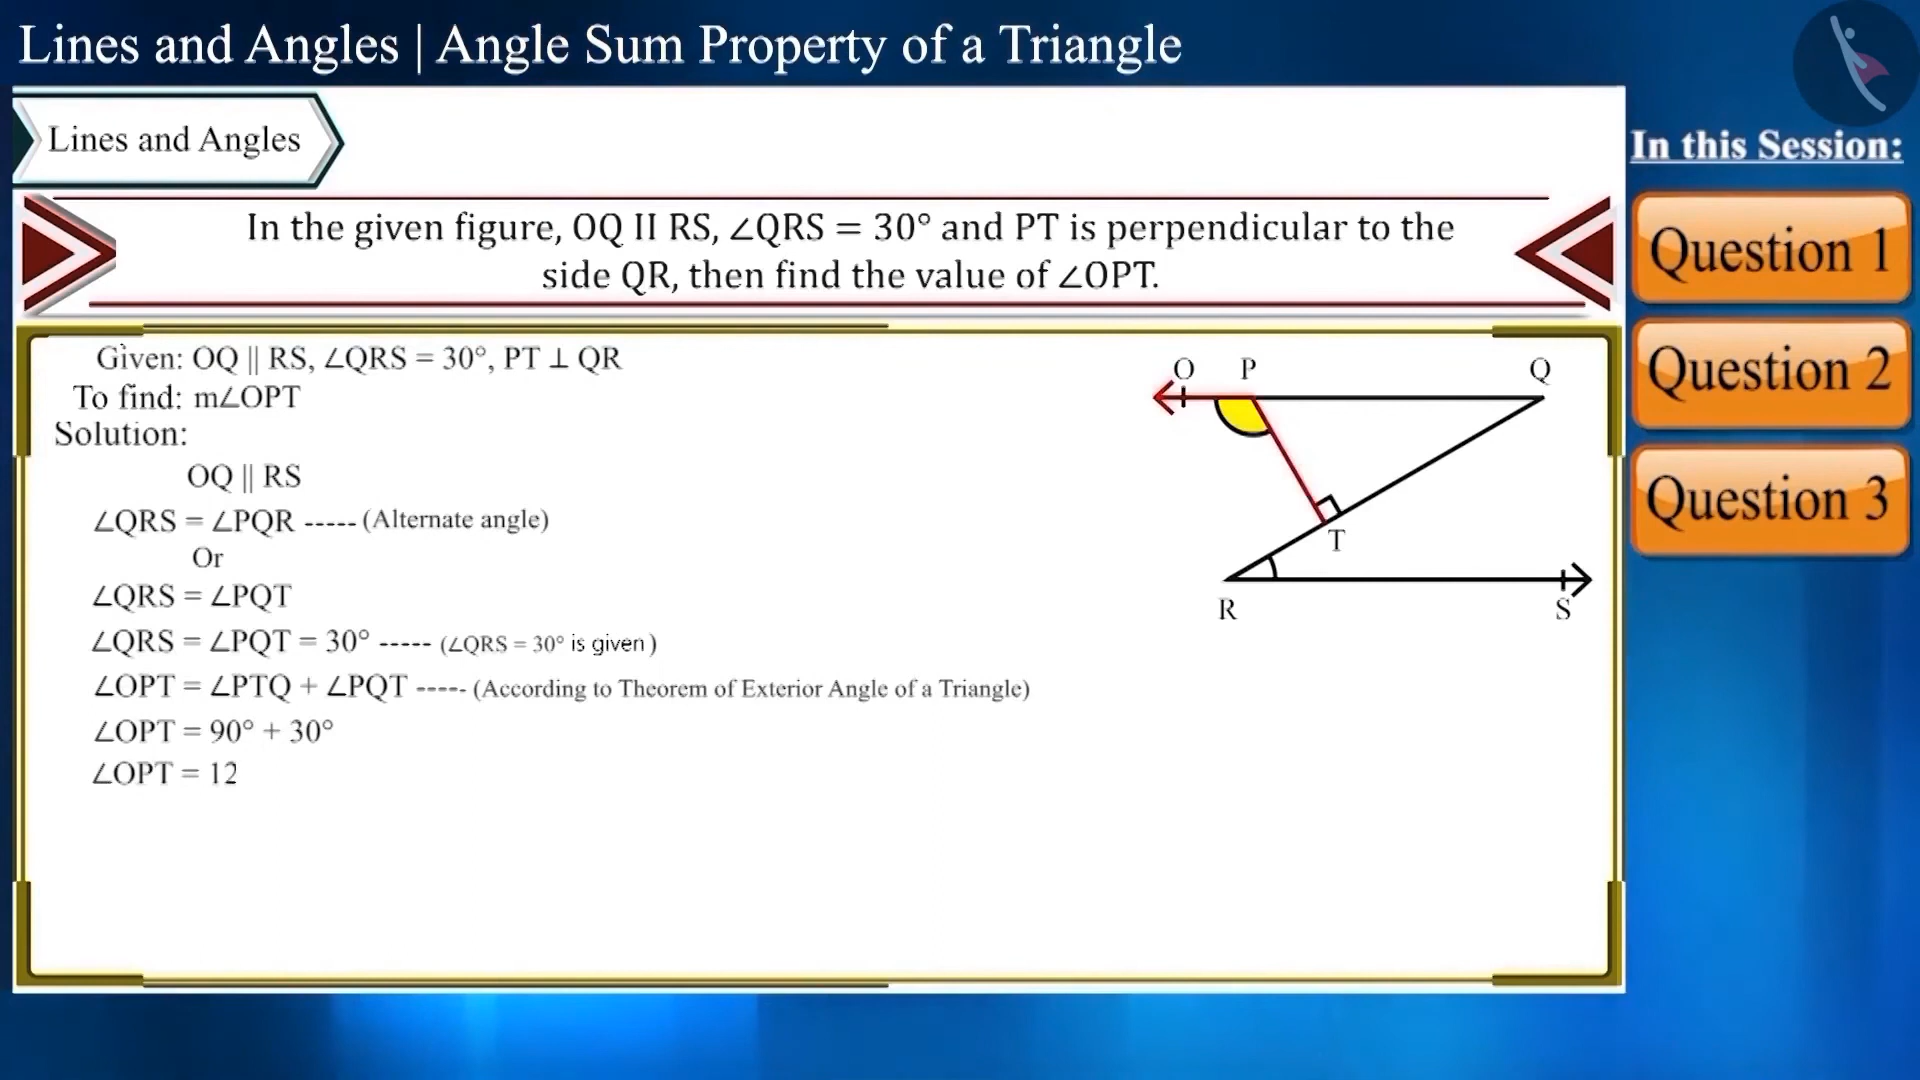 Lines and Angles | Angle Sum Property of a Triangle
Lines and Angles
In this Session:
Question 1
Question 2
Question 3
In the given figure, OQ II RS, ∠QRS = 30° and PT is perpendicular to the
side QR, then find the value of ∠OPT.
Given: OQ || RS, ∠QRS = 30°, PT ⊥ QR
To find: m∠OPT
Solution:
OQ || RS
∠QRS = ∠PQR ----- (Alternate angle)
Or
∠QRS = ∠PQT
∠QRS = ∠PQT = 30° ----- (∠QRS = 30° is given)
∠OPT = ∠PTQ + ∠PQT ----- (According to Theorem of Exterior Angle of a Triangle)
∠OPT = 90° + 30°
∠OPT = 12
O P Q
T
R S